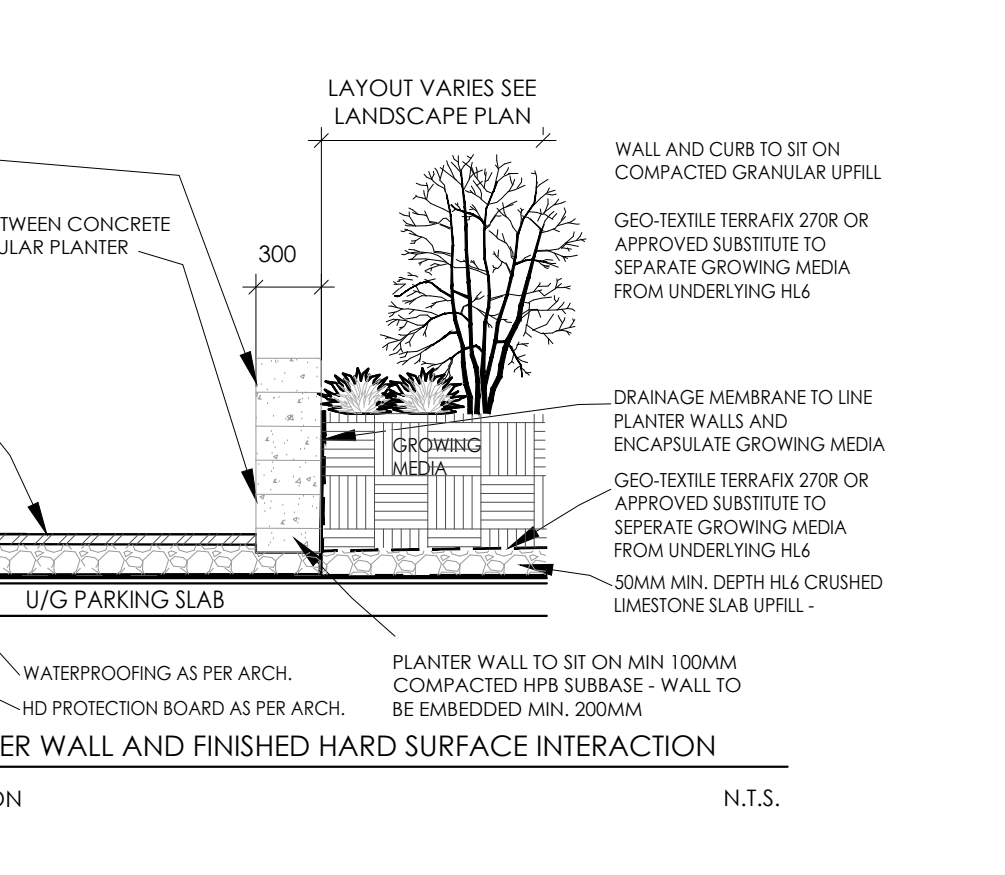 LAYOUT VARIES SEE
LANDSCAPE PLAN
WALL AND CURB TO SIT ON
COMPACTED GRANULAR UPFILL
GEO-TEXTILE TERRAFIX 270R OR
APPROVED SUBSTITUTE TO
SEPARATE GROWING MEDIA
FROM UNDERLYING HL6
TWEEN CONCRETE
ULAR PLANTER
300
DRAINAGE MEMBRANE TO LINE
PLANTER WALLS AND
ENCAPSULATE GROWING MEDIA
GROWING
MEDIA
GEO-TEXTILE TERRAFIX 270R OR
APPROVED SUBSTITUTE TO
SEPERATE GROWING MEDIA
FROM UNDERLYING HL6
50MM MIN. DEPTH HL6 CRUSHED
LIMESTONE SLAB UPFILL -
U/G PARKING SLAB
WATERPROOFING AS PER ARCH.
HD PROTECTION BOARD AS PER ARCH.
PLANTER WALL TO SIT ON MIN 100MM
COMPACTED HPB SUBBASE - WALL TO
BE EMBEDDED MIN. 200MM
ER WALL AND FINISHED HARD SURFACE INTERACTION
ON
N.T.S.